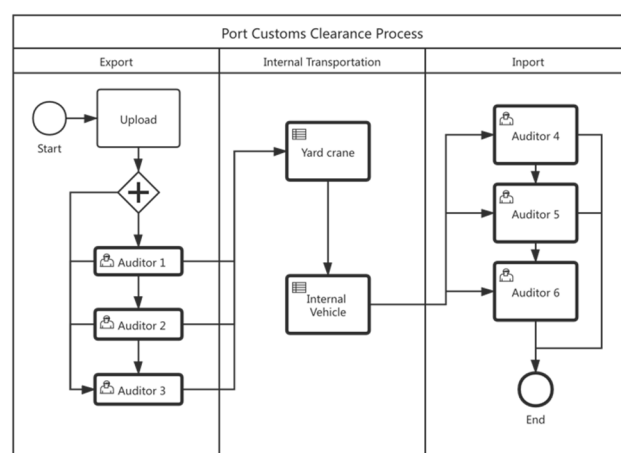 Port Customs Clearance Process
Export
Internal Transportation
Inport
Start
Upload
Auditor 1
Auditor 2
Auditor 3
Yard crane
Internal
Vehicle
Auditor 4
Auditor 5
Auditor 6
End